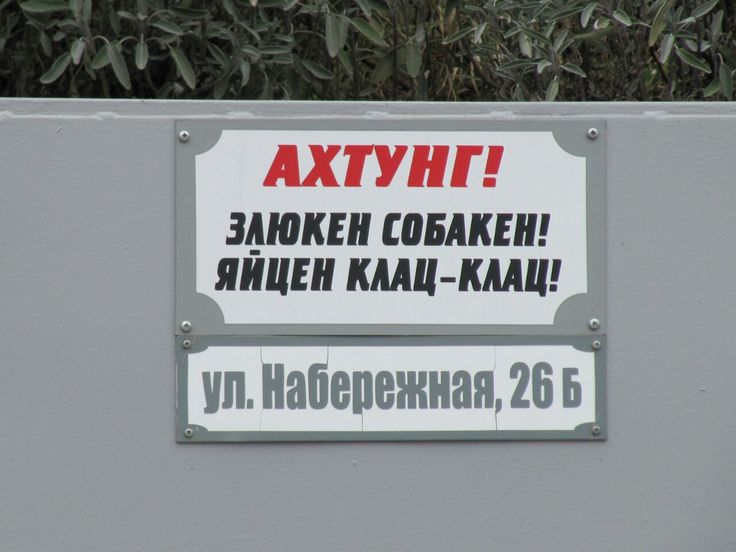 АХТУНГ!
ЗЛЮКЕН СОБАКЕН!
ЯЙЦЕН КЛАЦ-КЛАЦ!
ул. Набережная, 26 Б